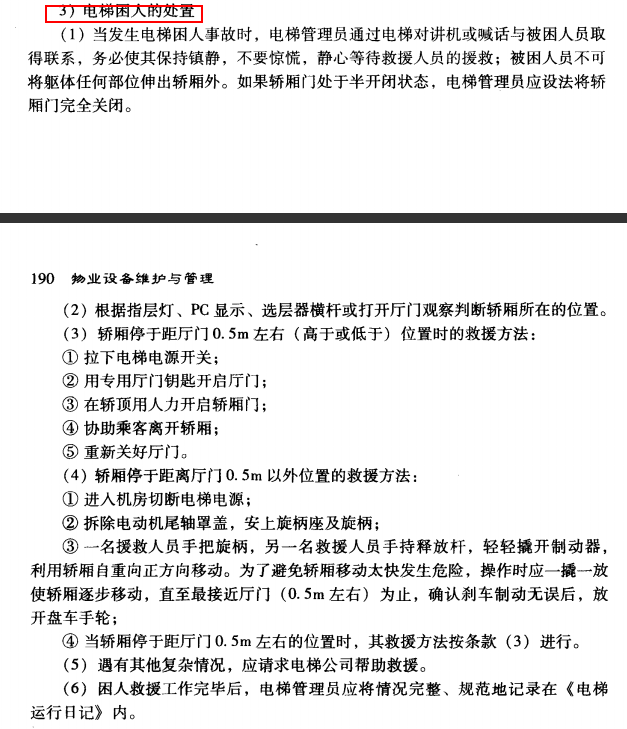 3）电梯困人的处置
（1）当发生电梯困人事故时，电梯管理员通过电梯对讲机或喊话与被困人员取
得联系，务必使其保持镇静，不要惊慌，静心等待救援人员的援救；被困人员不可
将躯体任何部位伸出轿厢外。如果轿厢门处于半开闭状态，电梯管理员应设法将轿
厢门完全关闭。
190 物业设备维护与管理
（2）根据指层灯、PC 显示、选层器横杆或打开厅门观察判断轿厢所在的位置。
（3）轿厢停于距厅门 0.5m 左右（高于或低于）位置时的救援方法：
① 拉下电梯电源开关；
② 用专用厅门钥匙开启厅门；
③ 在轿顶用人力开启轿厢门；
④ 协助乘客离开轿厢；
⑤ 重新关好厅门。
（4）轿厢停于距离厅门 0.5m 以外位置的救援方法：
① 进入机房切断电梯电源；
② 拆除电动机尾轴罩盖，安上旋柄座及旋柄；
③ 一名援救人员手把旋柄，另一名救援人员手持释放杆，轻轻撬开制动器，
利用轿厢自重向正方向移动。为了避免轿厢移动太快发生危险，操作时应一撬一放
使轿厢逐步移动，直至最接近厅门（0.5m 左右）为止，确认刹车制动无误后，放
开盘车手轮；
④ 当轿厢停于距厅门 0.5m 左右的位置时，其救援方法按条款（3）进行。
（5）遇有其他复杂情况，应请求电梯公司帮助救援。
（6）困人救援工作完毕后，电梯管理员应将情况完整、规范地记录在《电梯
运行日记》内。